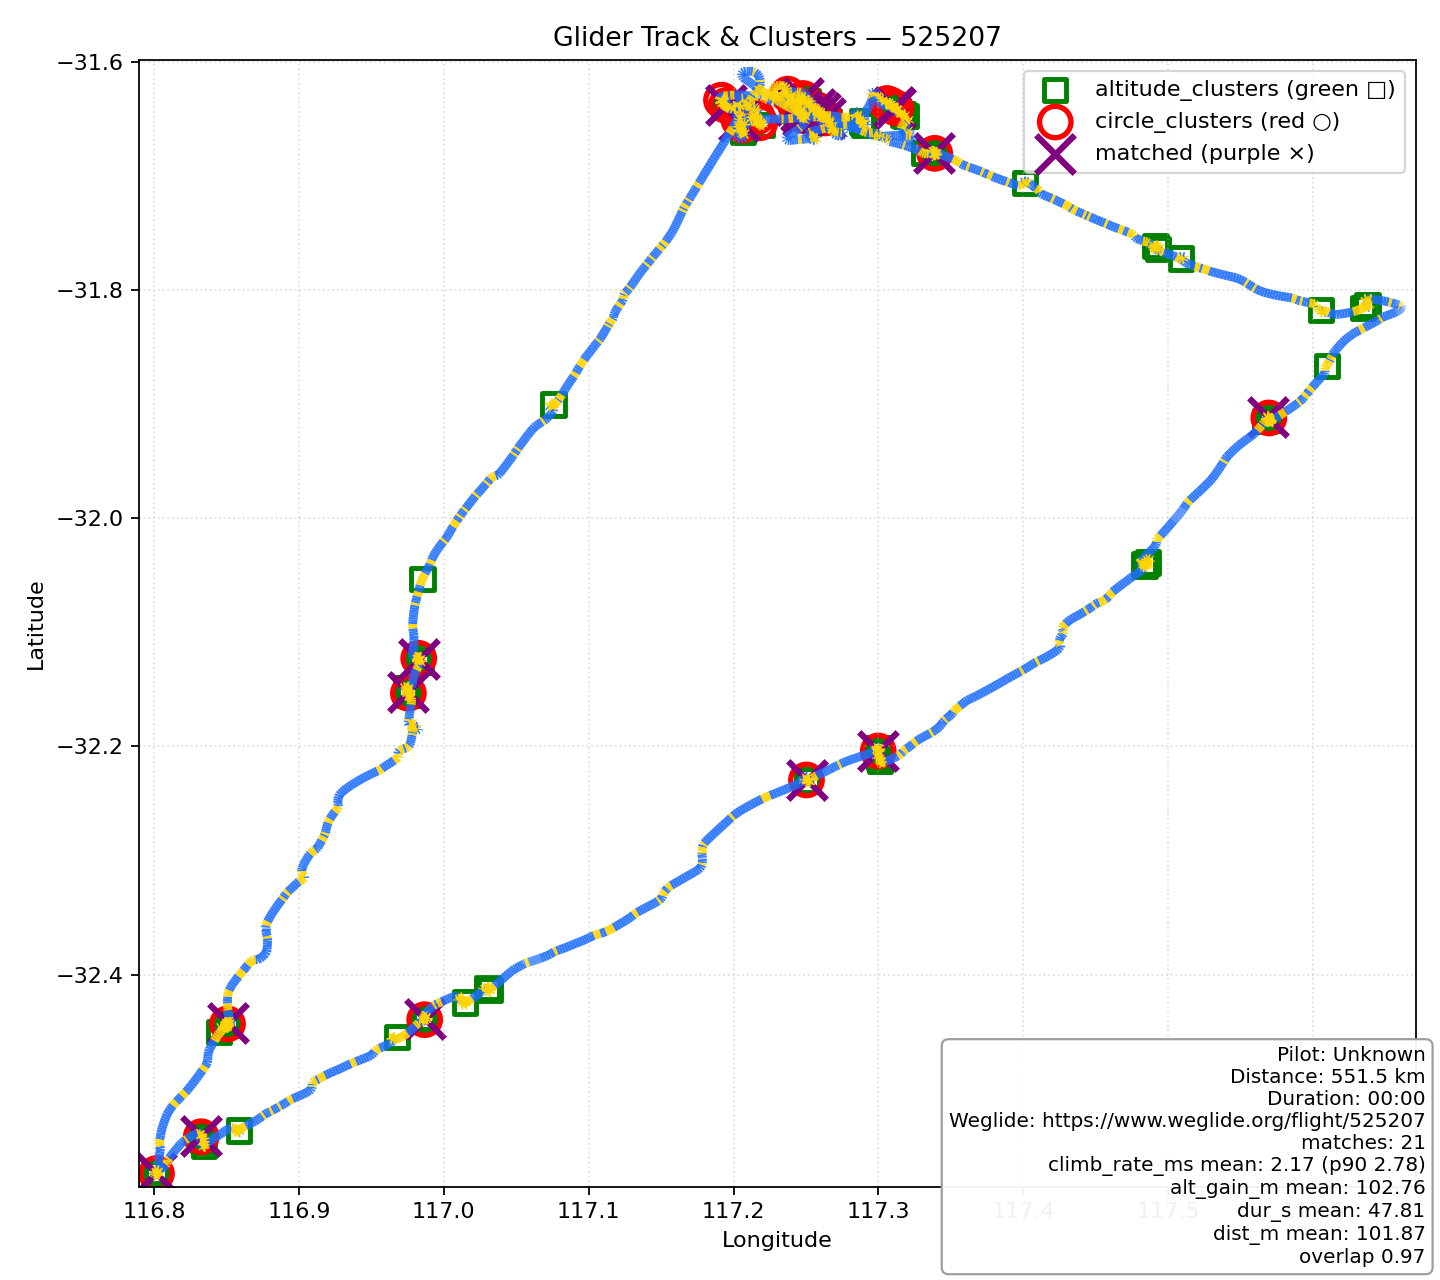 Glider Track & Clusters — 525207
altitude_clusters (green □)
circle_clusters (red ○)
matched (purple ×)
−31.6
−31.8
−32.0
−32.2
−32.4
Latitude
116.8
116.9
117.0
117.1
117.2
117.3
117.4
117.5
Longitude
Pilot: Unknown
Distance: 551.5 km
Duration: 00:00
Weglide: https://www.weglide.org/flight/525207
matches: 21
climb_rate_ms mean: 2.17 (p90 2.78)
alt_gain_m mean: 102.76
dur_s mean: 47.81
dist_m mean: 101.87
overlap 0.97